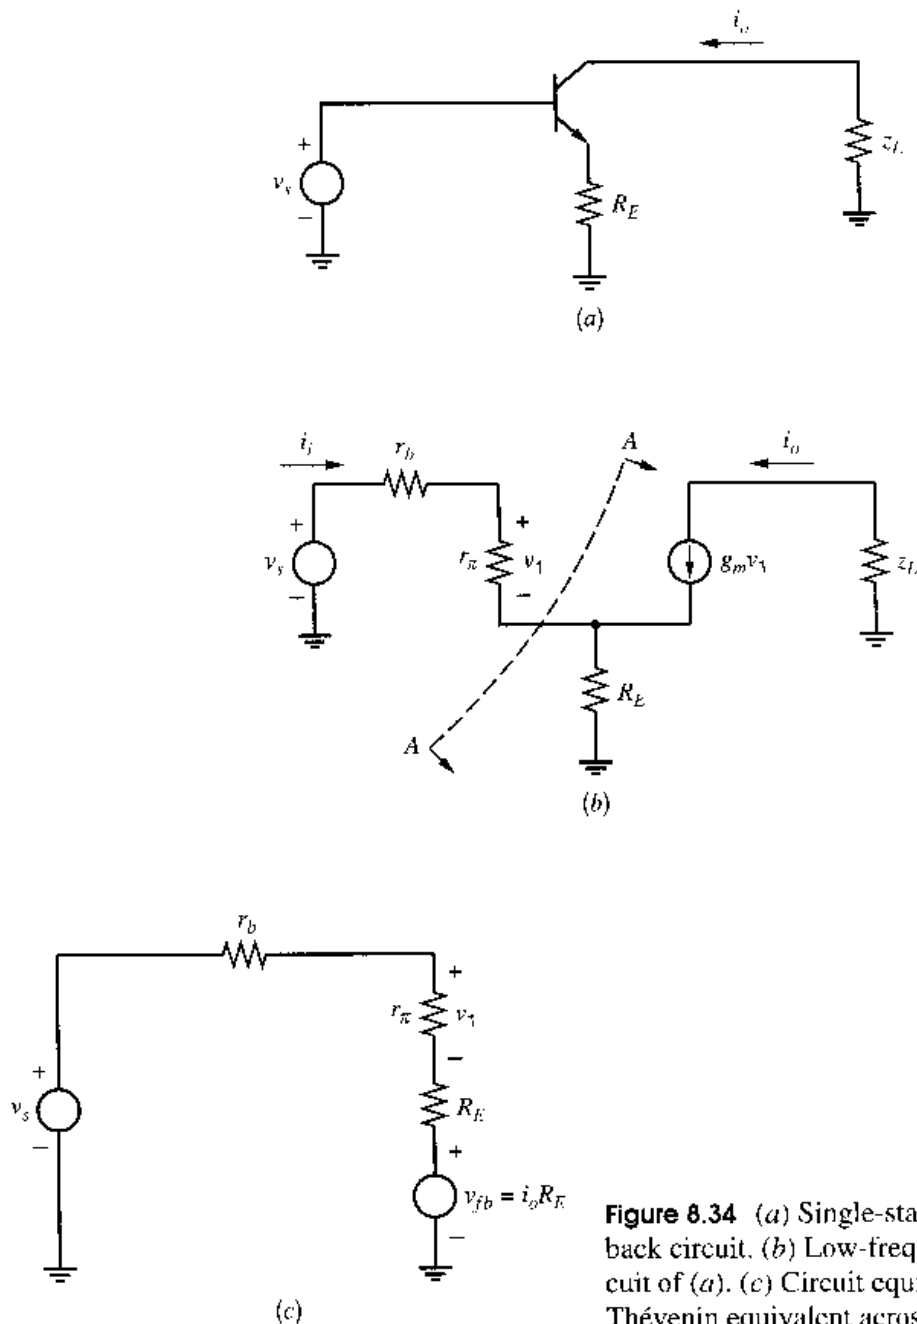 i_o
+
v_s
−
z_L
R_E
(a)
i_i
r_b
A
i_o
+
v_s
−
+
r_π v_1
−
g_m v_1
z_L
R_E
A
(b)
r_b
+
r_π v_1
−
+
v_s
−
R_E
+
v_fb = i_o R_E
−
(c)
Figure 8.34 (a) Single-sta
back circuit. (b) Low-freq
cuit of (a). (c) Circuit equi
Thévenin equivalent acros